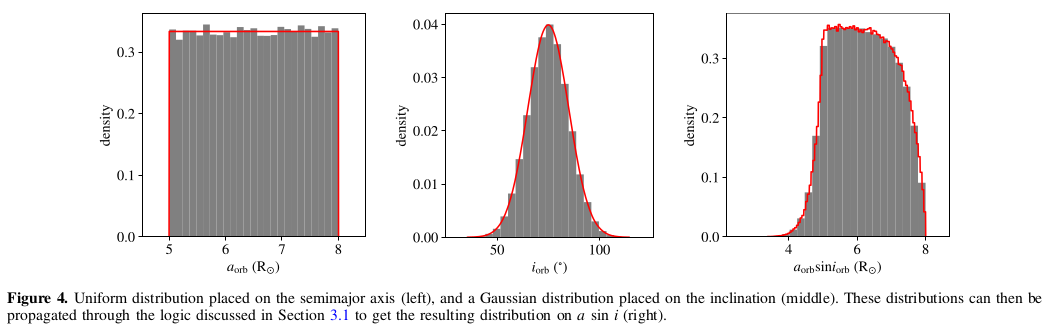 0.3
0.2
0.1
0.0
density
5
6
7
8
a_orb (R_⊙)
0.04
0.03
0.02
0.01
0.00
density
50
100
i_orb (°)
0.3
0.2
0.1
0.0
density
4
6
8
a_orb sin i_orb (R_⊙)
Figure 4. Uniform distribution placed on the semimajor axis (left), and a Gaussian distribution placed on the inclination (middle). These distributions can then be
propagated through the logic discussed in Section 3.1 to get the resulting distribution on a sin i (right).